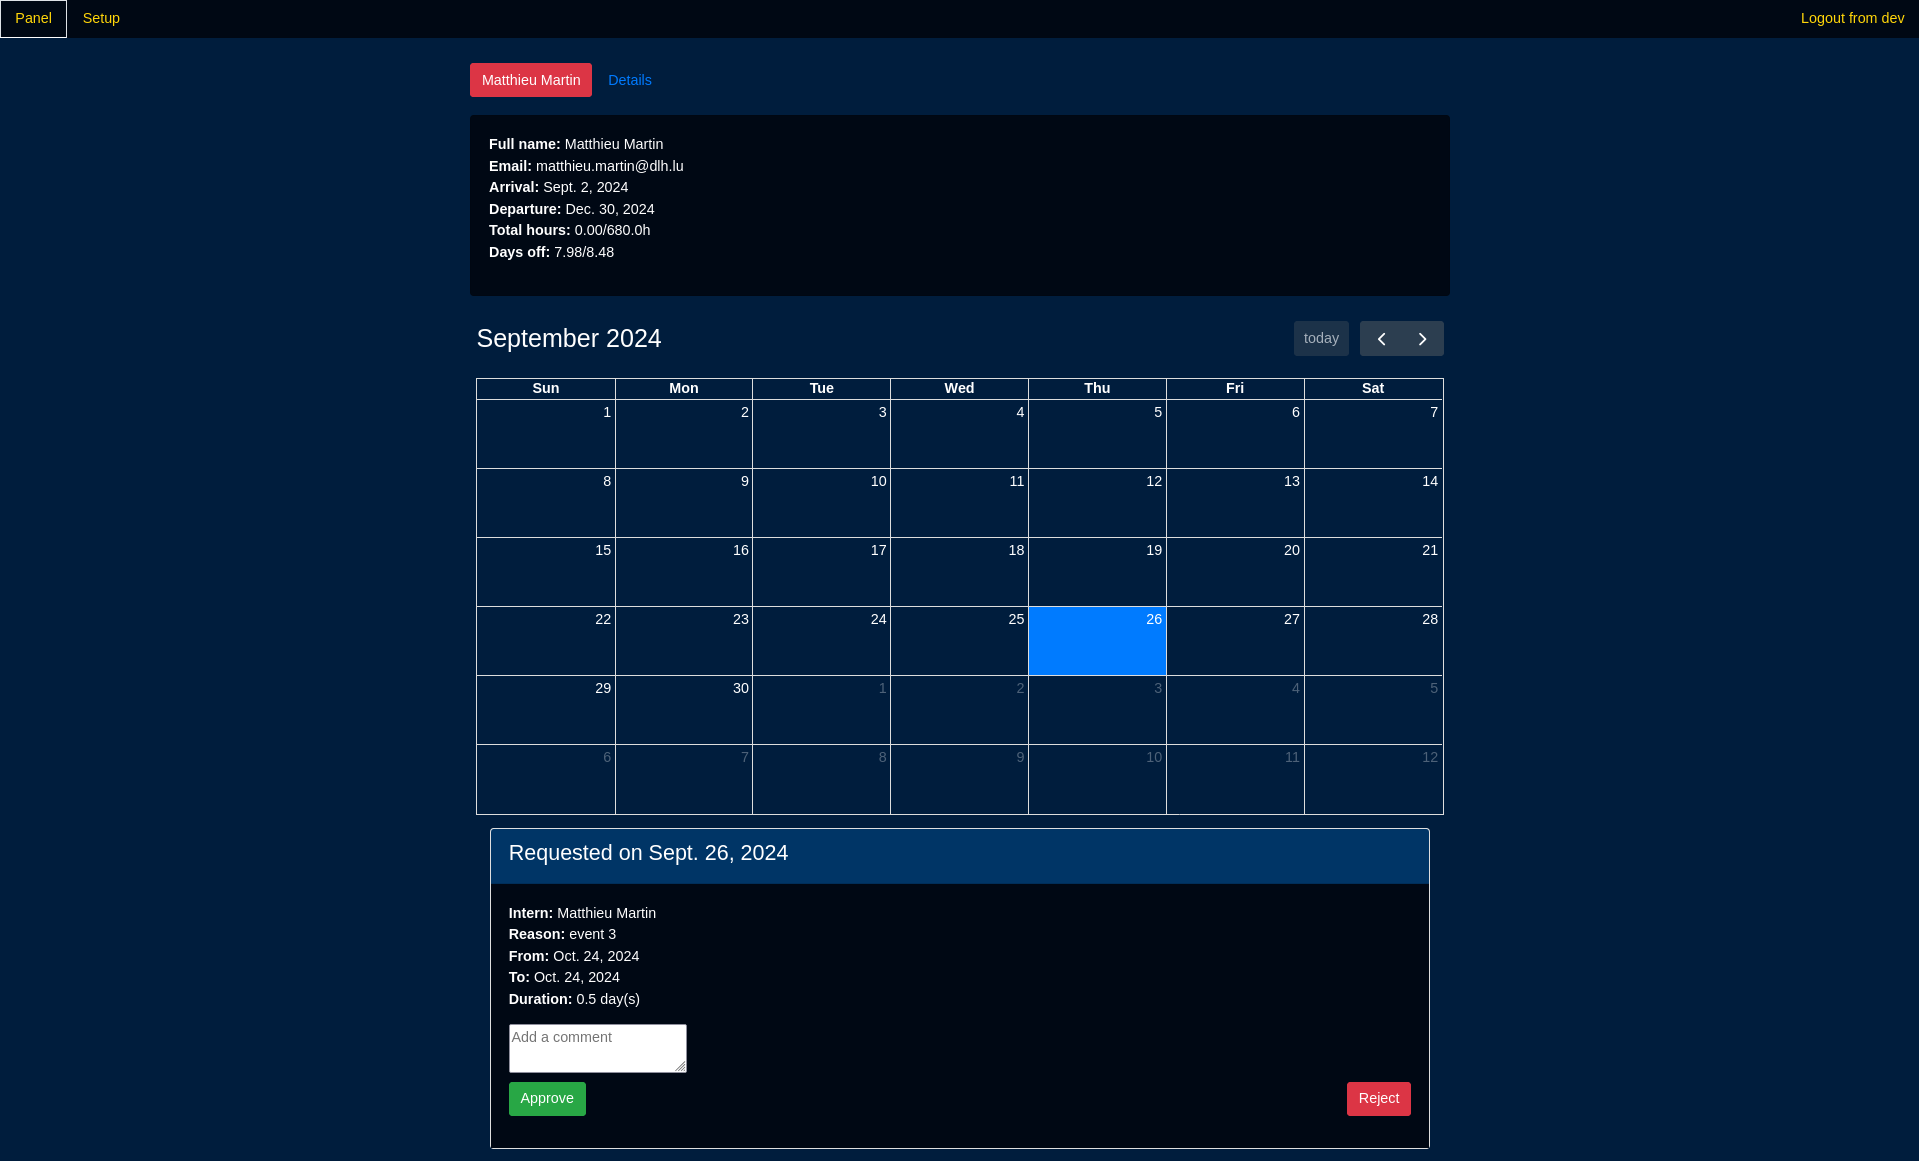 Panel Setup Logout from dev
Matthieu Martin Details
Full name: Matthieu Martin
Email: matthieu.martin@dlh.lu
Arrival: Sept. 2, 2024
Departure: Dec. 30, 2024
Total hours: 0.00/680.0h
Days off: 7.98/8.48
September 2024 today
Sun Mon Tue Wed Thu Fri Sat
1 2 3 4 5 6 7
8 9 10 11 12 13 14
15 16 17 18 19 20 21
22 23 24 25 26 27 28
29 30 1 2 3 4 5
6 7 8 9 10 11 12
Requested on Sept. 26, 2024
Intern: Matthieu Martin
Reason: event 3
From: Oct. 24, 2024
To: Oct. 24, 2024
Duration: 0.5 day(s)
Add a comment
Approve Reject